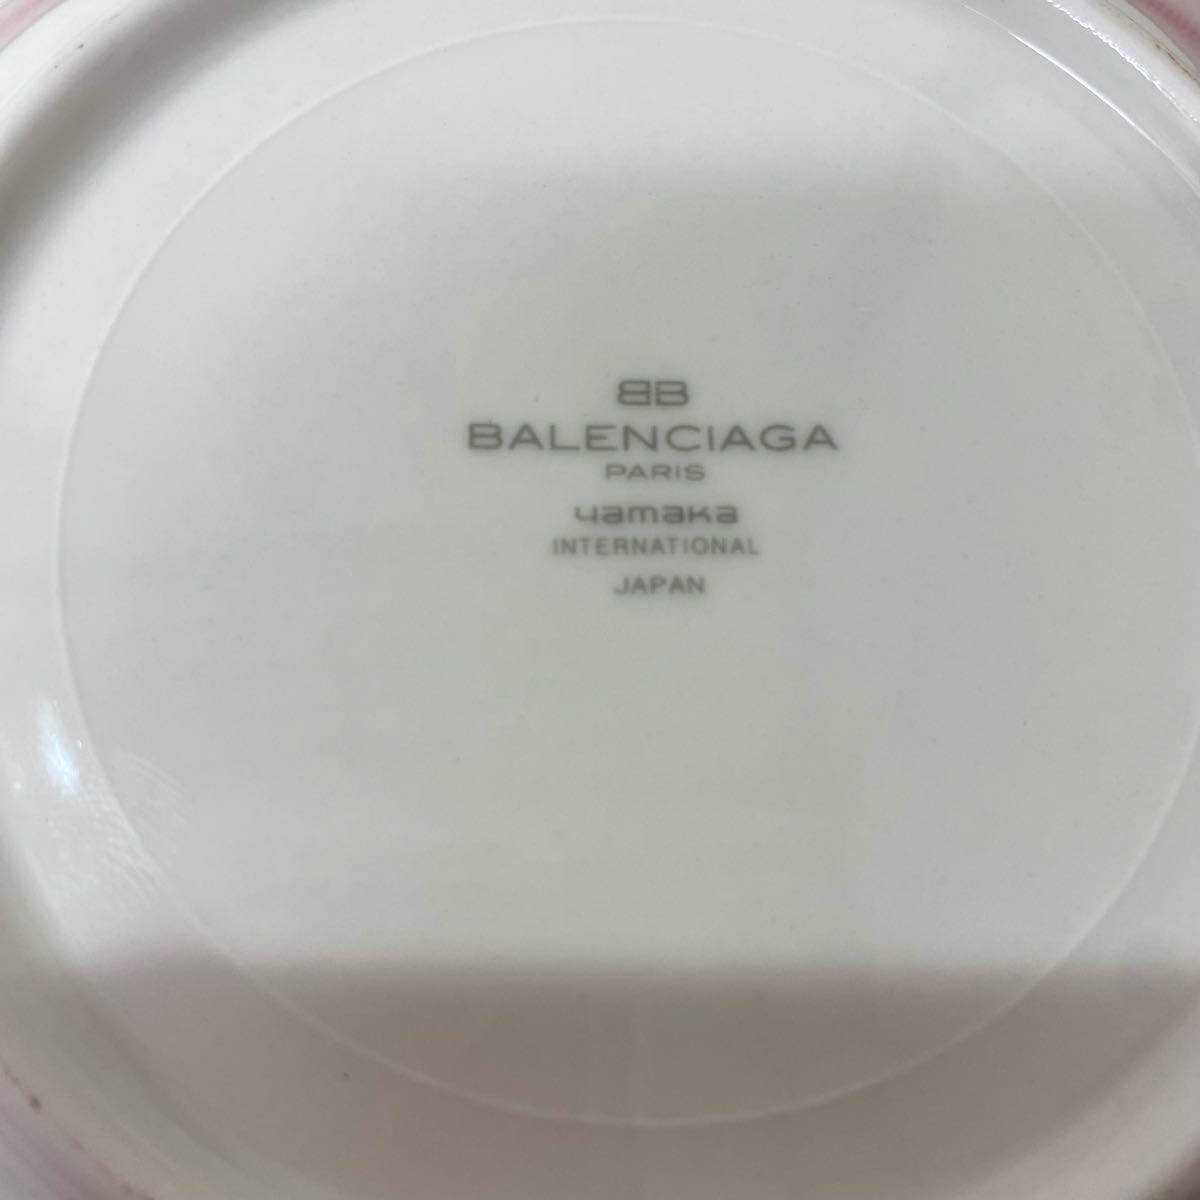 BB
BALENCIAGA
PARIS
yamaka
INTERNATIONAL
JAPAN